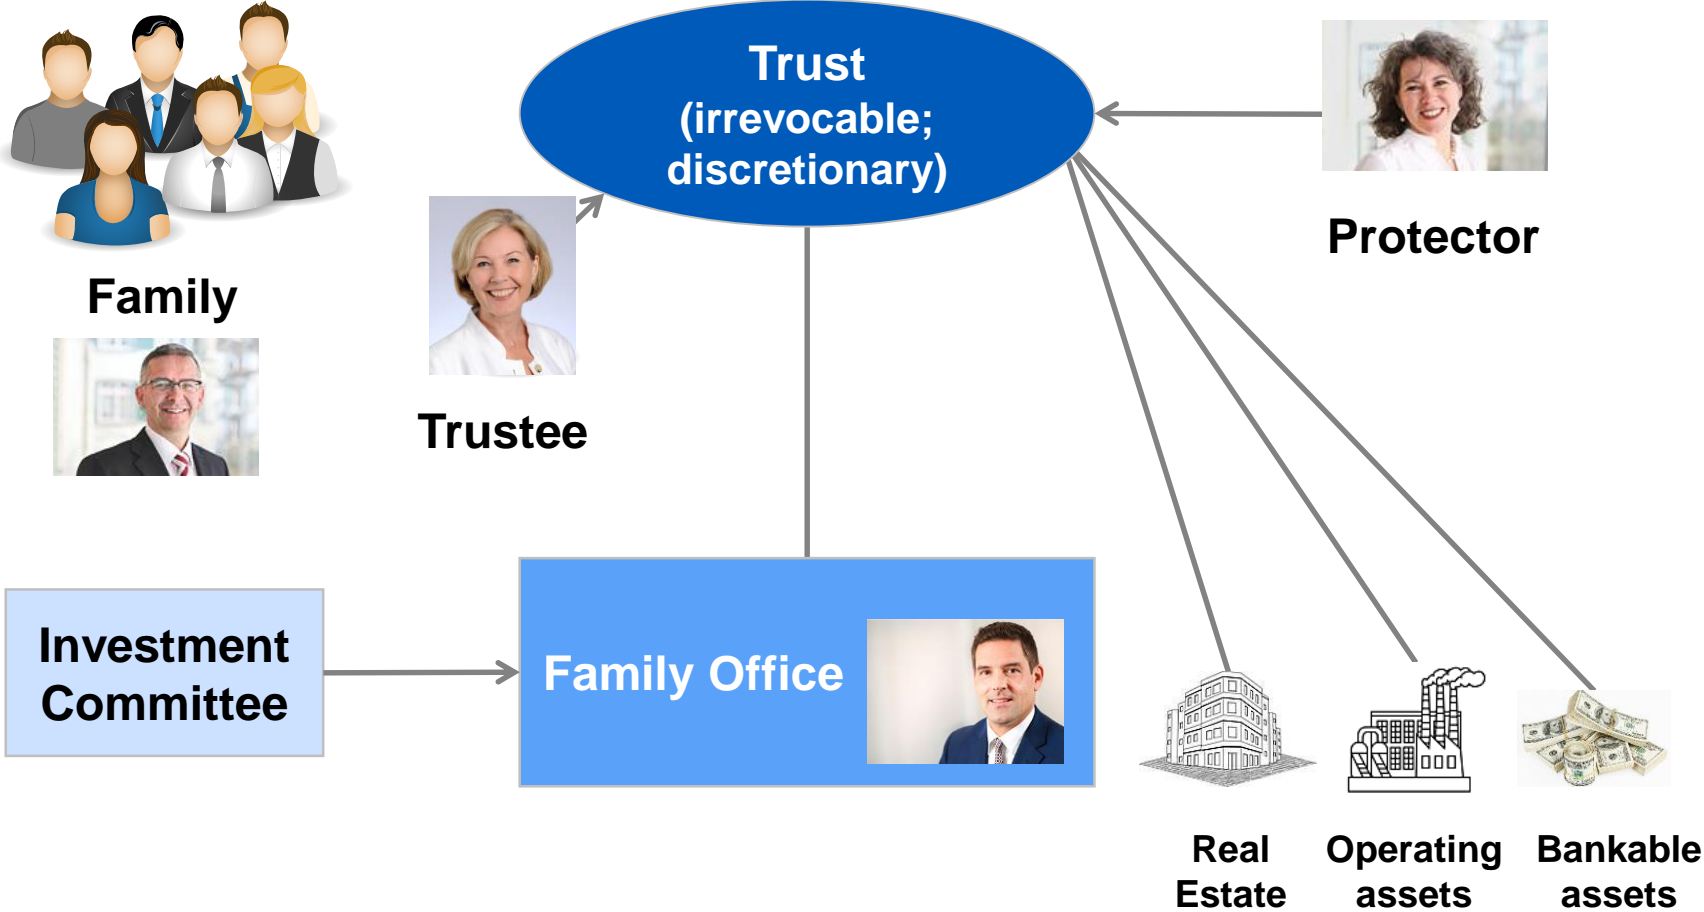 Trust
(irrevocable;
discretionary)
Protector
Family
Trustee
Investment
Committee
Family Office
Real
Estate
Operating
assets
Bankable
assets